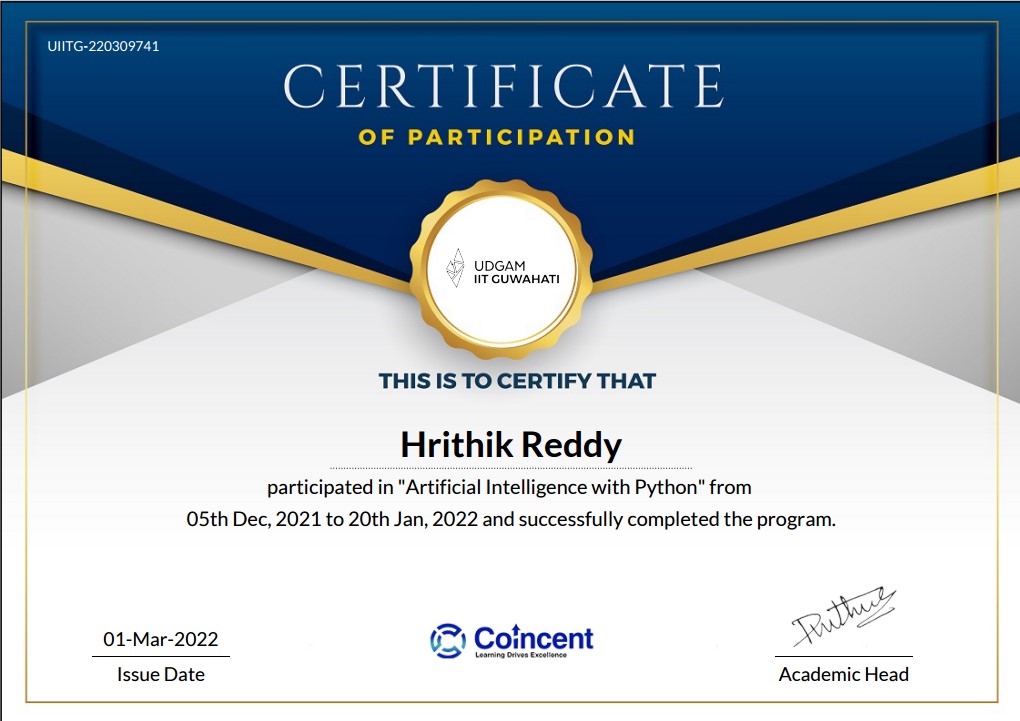 UIITG-220309741
CERTIFICATE
OF PARTICIPATION
UDGAM
IIT GUWAHATI
THIS IS TO CERTIFY THAT
Hrithik Reddy
participated in "Artificial Intelligence with Python" from
05th Dec, 2021 to 20th Jan, 2022 and successfully completed the program.
01-Mar-2022
Issue Date
Coincent
Learning Drives Excellence
Academic Head